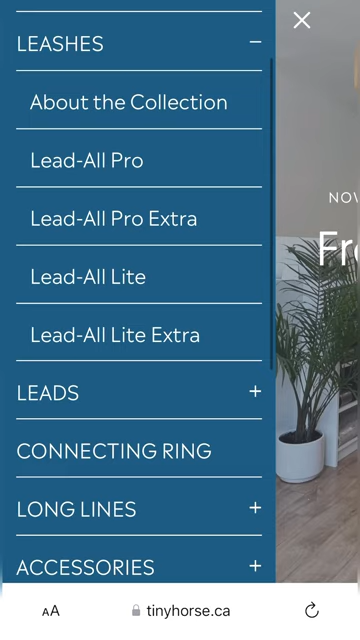 LEASHES
About the Collection
Lead-All Pro
Lead-All Pro Extra
Lead-All Lite
Lead-All Lite Extra
LEADS
CONNECTING RING
LONG LINES
ACCESSORIES
AA
tinyhorse.ca